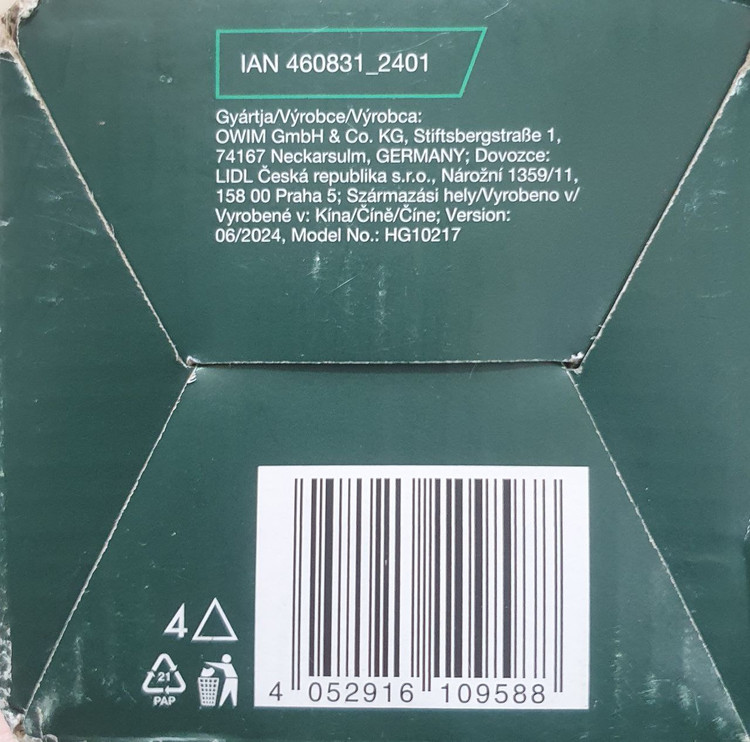 IAN 460831_2401
Gyártja/Výrobce/Výrobca:
OWIM GmbH & Co. KG, Stiftsbergstraße 1,
74167 Neckarsulm, GERMANY; Dovozce:
LIDL Česká republika s.r.o., Nárožní 1359/11,
158 00 Praha 5; Származási hely/Vyrobeno v/
Vyrobené v: Kína/Číně/Číne; Version:
06/2024, Model No.: HG10217
4
21
PAP
4 052916 109588